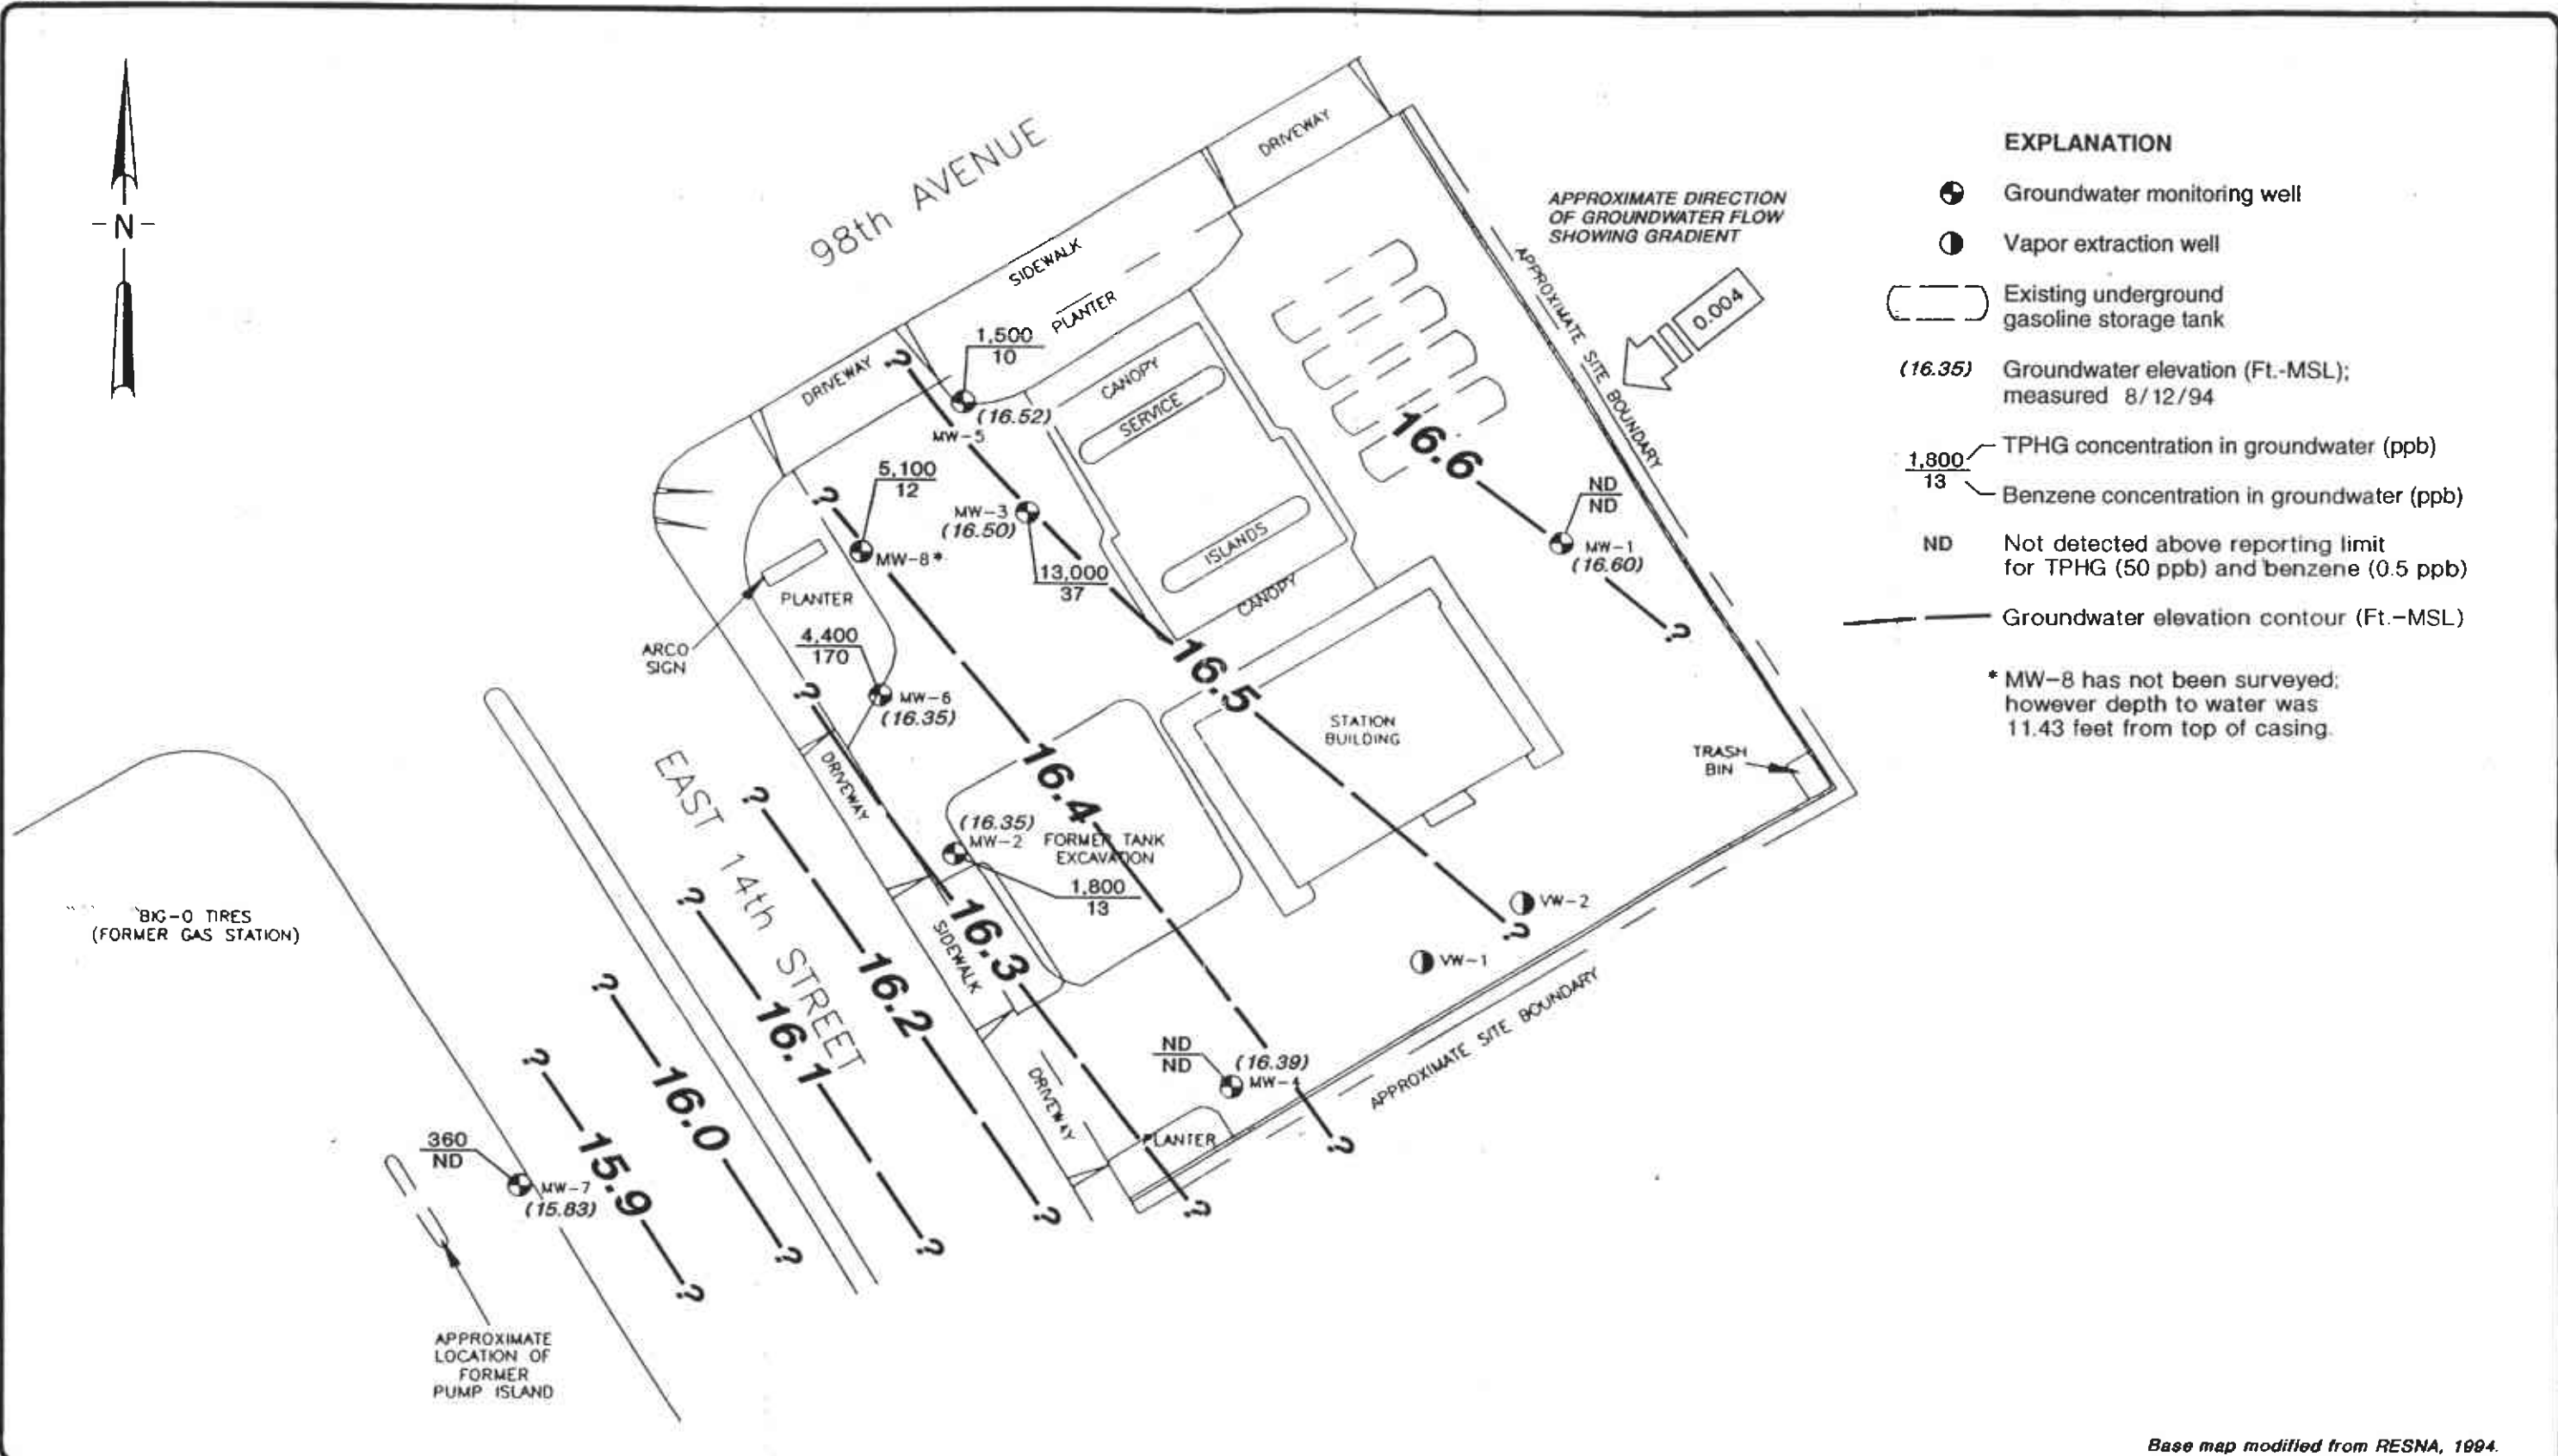 -N-
98th AVENUE
DRIVEWAY
SIDEWALK
PLANTER
DRIVEWAY
APPROXIMATE DIRECTION
OF GROUNDWATER FLOW
SHOWING GRADIENT
0.004
APPROXIMATE SITE BOUNDARY
EXPLANATION
Groundwater monitoring well
Vapor extraction well
Existing underground
gasoline storage tank
(16.35) Groundwater elevation (Ft.-MSL);
measured 8/12/94
1,800
13
TPHG concentration in groundwater (ppb)
Benzene concentration in groundwater (ppb)
ND Not detected above reporting limit
for TPHG (50 ppb) and benzene (0.5 ppb)
Groundwater elevation contour (Ft.-MSL)
* MW-8 has not been surveyed;
however depth to water was
11.43 feet from top of casing.
?
1,500
10
(16.52)
MW-5
CANOPY
SERVICE
ISLANDS
CANOPY
16.6
ND
ND
MW-1
(16.60)
?
?
5,100
12
MW-8*
MW-3
(16.50)
13,000
37
PLANTER
ARCO
SIGN
4,400
170
MW-6
(16.35)
?
16.5
STATION
BUILDING
TRASH
BIN
16.4
DRIVEWAY
(16.35)
MW-2
FORMER TANK
EXCAVATION
1,800
13
EAST 14th STREET
?
?
?
?
16.3
SIDEWALK
16.2
16.1
16.0
15.9
VW-2
?
VW-1
APPROXIMATE SITE BOUNDARY
ND
ND
(16.39)
MW-4
DRIVEWAY
PLANTER
?
?
?
?
?
?
BIG-O TIRES
(FORMER GAS STATION)
360
ND
MW-7
(15.83)
APPROXIMATE
LOCATION OF
FORMER
PUMP ISLAND
Base map modified from RESNA, 1994.